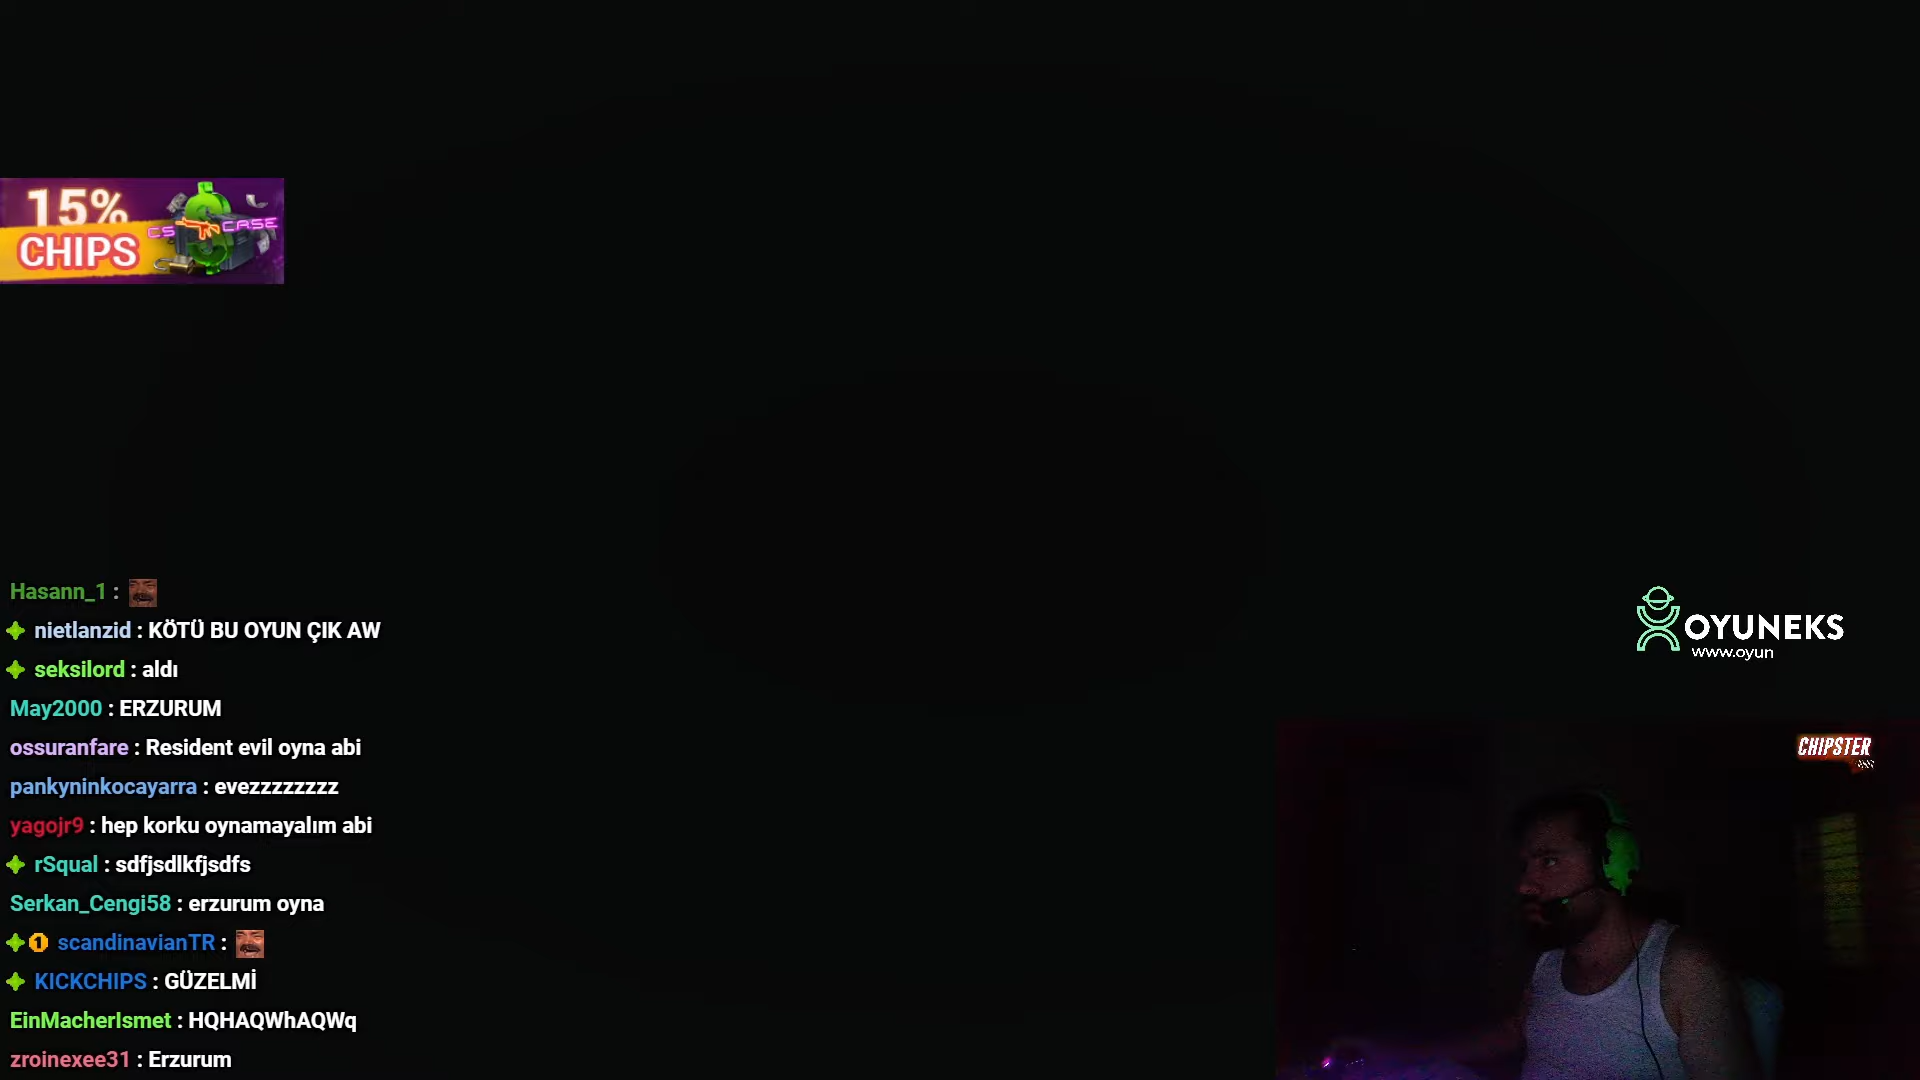 15%
CHIPS
CS CASE
Hasann_1 :
nietlanzid : KÖTÜ BU OYUN ÇIK AW
seksilord : aldı
May2000 : ERZURUM
ossuranfare : Resident evil oyna abi
pankyninkocayarra : evezzzzzzzz
yagojr9 : hep korku oynamayalım abi
rSqual : sdfjsdlkfjsdfs
Serkan_Cengi58 : erzurum oyna
1 scandinavianTR :
KICKCHIPS : GÜZELMİ
EinMacherIsmet : HQHAQWhAQWq
zroinexee31 : Erzurum
OYUNEKS
www.oyun
CHIPSTER